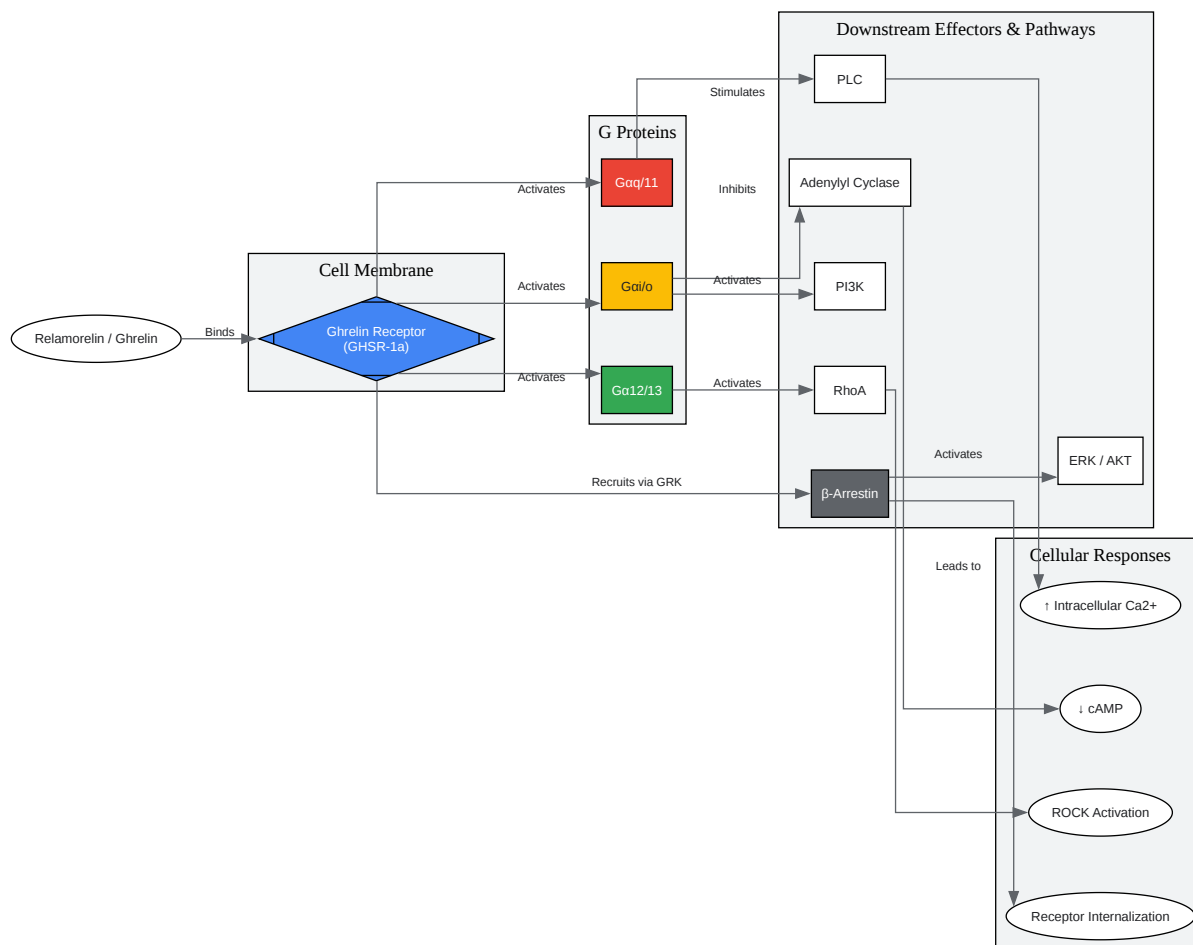 Downstream Effectors & Pathways
PLC
Stimulates
G Proteins
Gαq/11
Activates
Inhibits
Adenylyl Cyclase
Cell Membrane
Gαi/o
Activates
Activates
PI3K
Relamorelin / Ghrelin
Binds
Ghrelin Receptor
(GHSR-1a)
Activates
Gα12/13
Activates
RhoA
Activates
ERK / AKT
Recruits via GRK
β-Arrestin
Cellular Responses
Leads to
↑ Intracellular Ca2+
↓ cAMP
ROCK Activation
Receptor Internalization